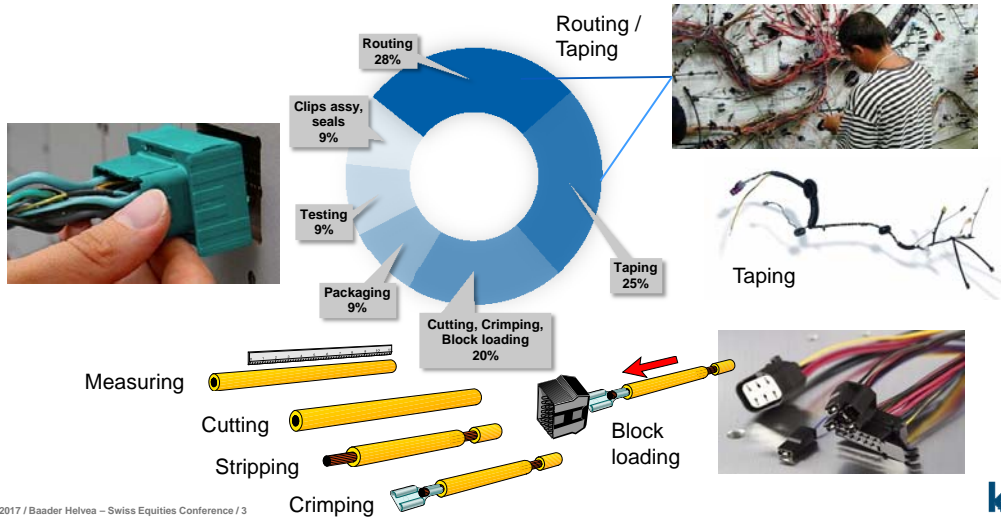 Routing /
Taping
Routing
28%
Clips assy,
seals
9%
Testing
9%
Packaging
9%
Cutting, Crimping,
Block loading
20%
Taping
25%
Taping
Measuring
Cutting
Stripping
Crimping
Block
loading
2017 / Baader Helvea – Swiss Equities Conference / 3
k